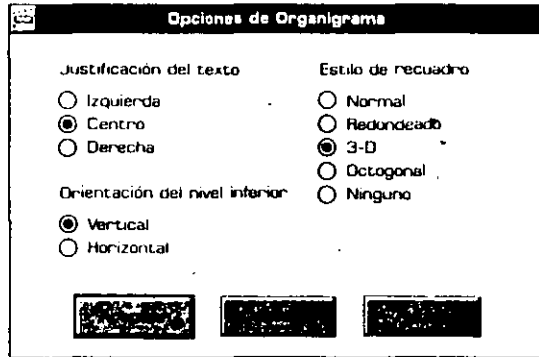 Opciones de Organigrama
Justificación del texto
Izquierda
Centro
Derecha
Orientación del nivel inferior
Vertical
Horizontal
Estilo de recuadro
Normal
Redondeado
3-D
Octogonal
Ninguno